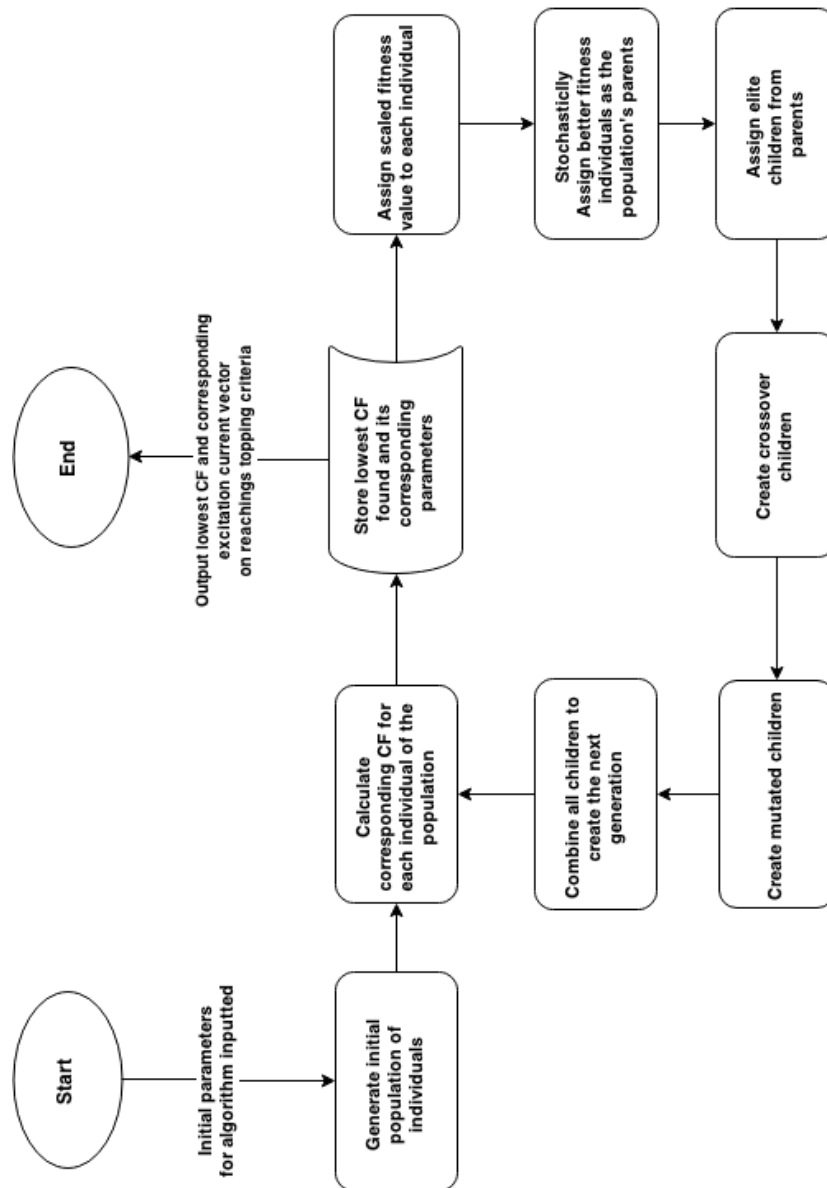 Start
Initial parameters
for algorithm inputted
Generate initial
population of
individuals
Calculate
corresponding CF for
each individual of the
population
Store lowest CF
found and its
corresponding
parameters
Output lowest CF and corresponding
excitation current vector
on reachings topping criteria
End
Assign scaled fitness
value to each individual
Stochasticlly
Assign better fitness
individuals as the
population's parents
Assign elite
children from
parents
Create crossover
children
Create mutated children
Combine all children to
create the next
generation